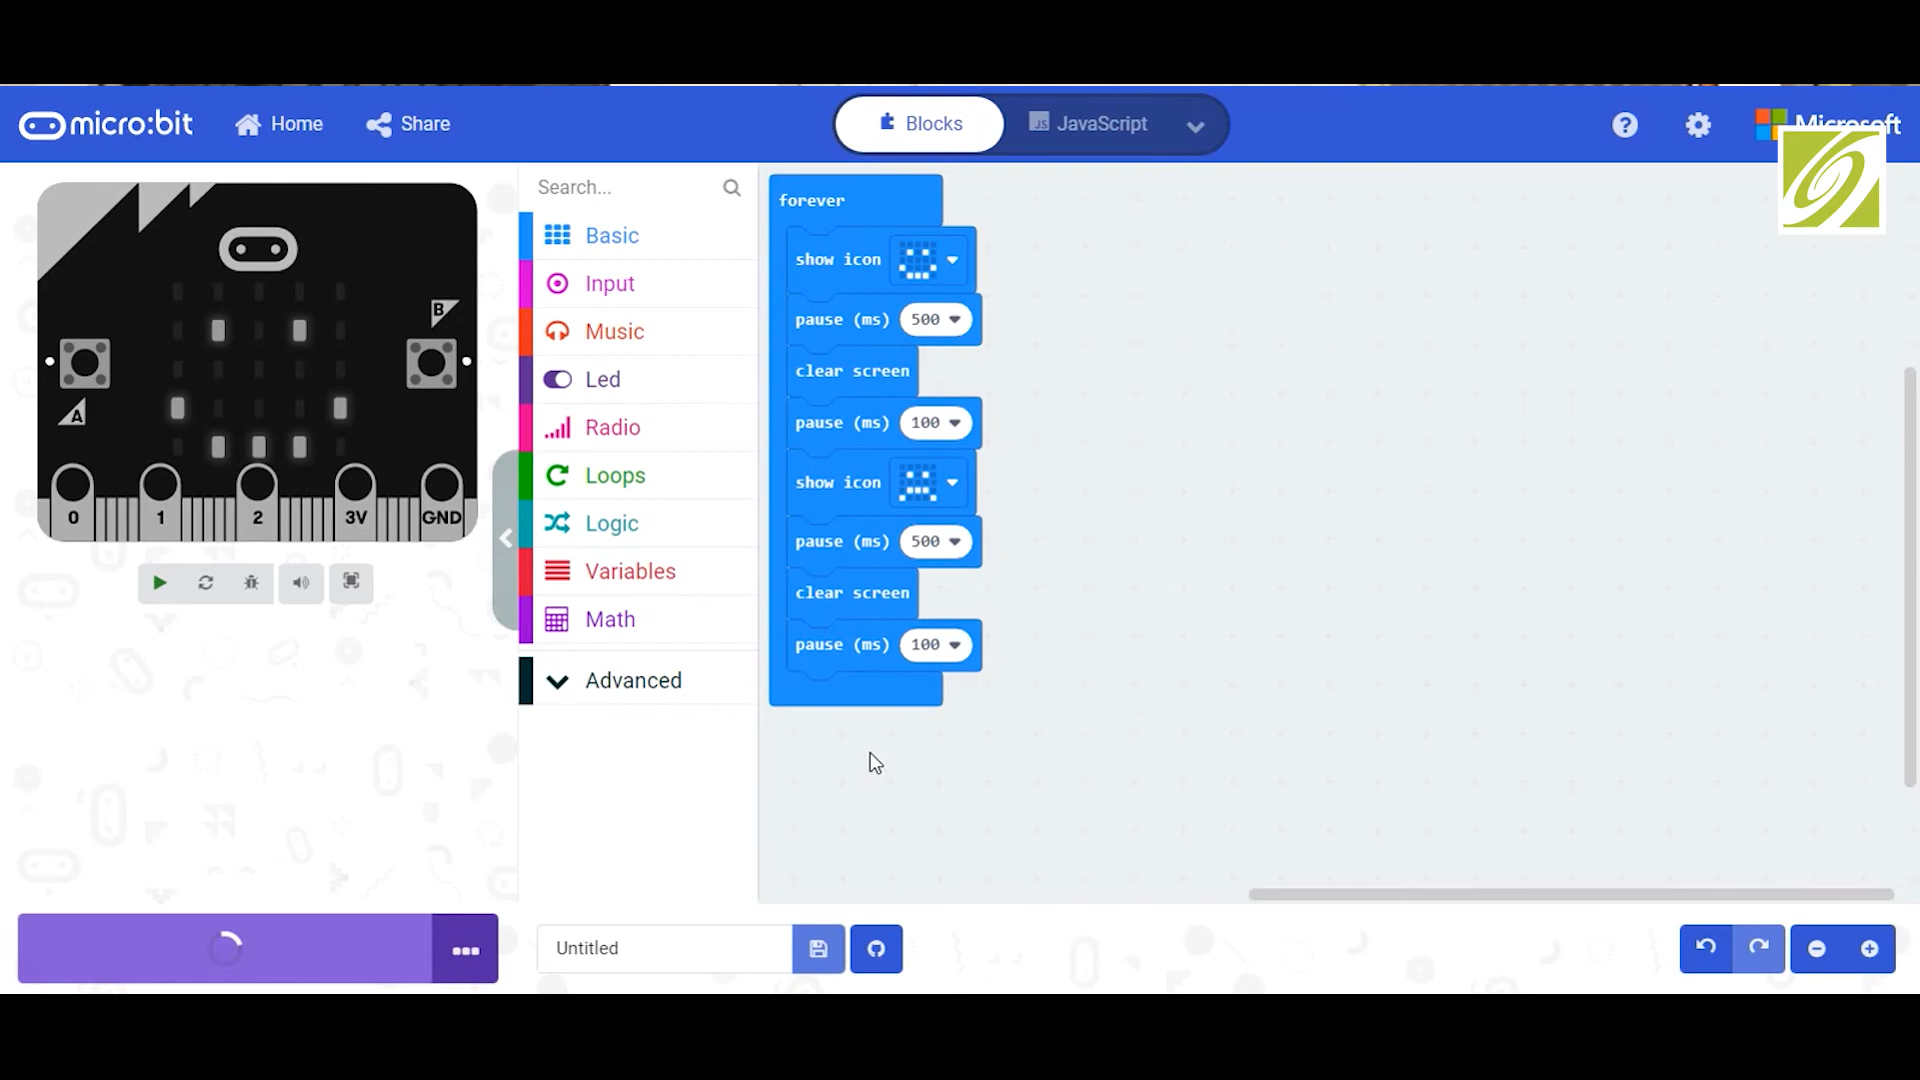 micro:bit
Home
Share
Blocks
JS JavaScript
?
Microsoft
B
A
0 1 2 3V GND
Search...
Basic
Input
Music
Led
Radio
Loops
Logic
Variables
Math
Advanced
forever
show icon
pause (ms) 500
clear screen
pause (ms) 100
show icon
pause (ms) 500
clear screen
pause (ms) 100
Untitled